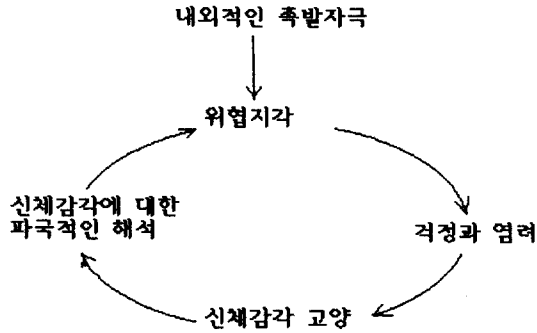 내외적인 촉발자극
위협지각
신체감각에 대한
파국적인 해석
걱정과 염려
신체감각 고양